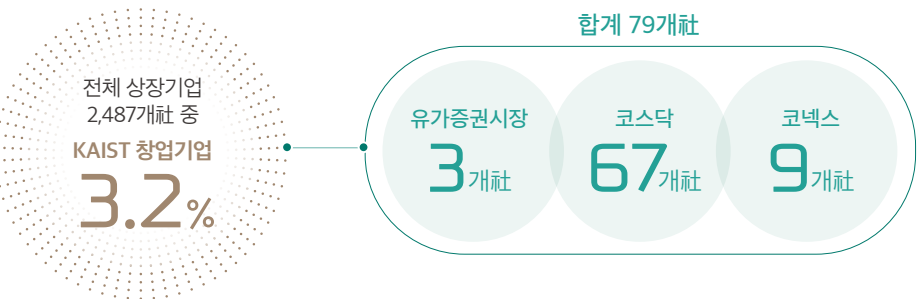 전체 상장기업
2,487개社 중
KAIST 창업기업
3.2%
합계 79개社
유가증권시장
3개社
코스닥
67개社
코넥스
9개社